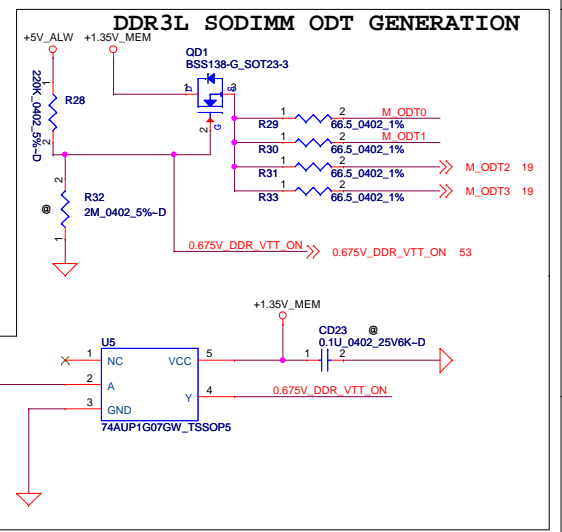 DDR3L SODIMM ODT GENERATION
+5V_ALW
+1.35V_MEM
QD1
BSS138-G_SOT23-3
1
D
S
3
2
G
1
220K_0402_5%~D
R28
2
R29
1
2
M_ODT0
66.5_0402_1%
R30
1
2
M_ODT1
66.5_0402_1%
R31
1
2
M_ODT2 19
66.5_0402_1%
R33
1
2
M_ODT3 19
66.5_0402_1%
2
@
R32
2M_0402_5%~D
1
0.675V_DDR_VTT_ON
0.675V_DDR_VTT_ON 53
+1.35V_MEM
CD23 @
0.1U_0402_25V6K~D
1
2
U5
1
NC
VCC
5
2
A
3
GND
Y
4
0.675V_DDR_VTT_ON
74AUP1G07GW_TSSOP5